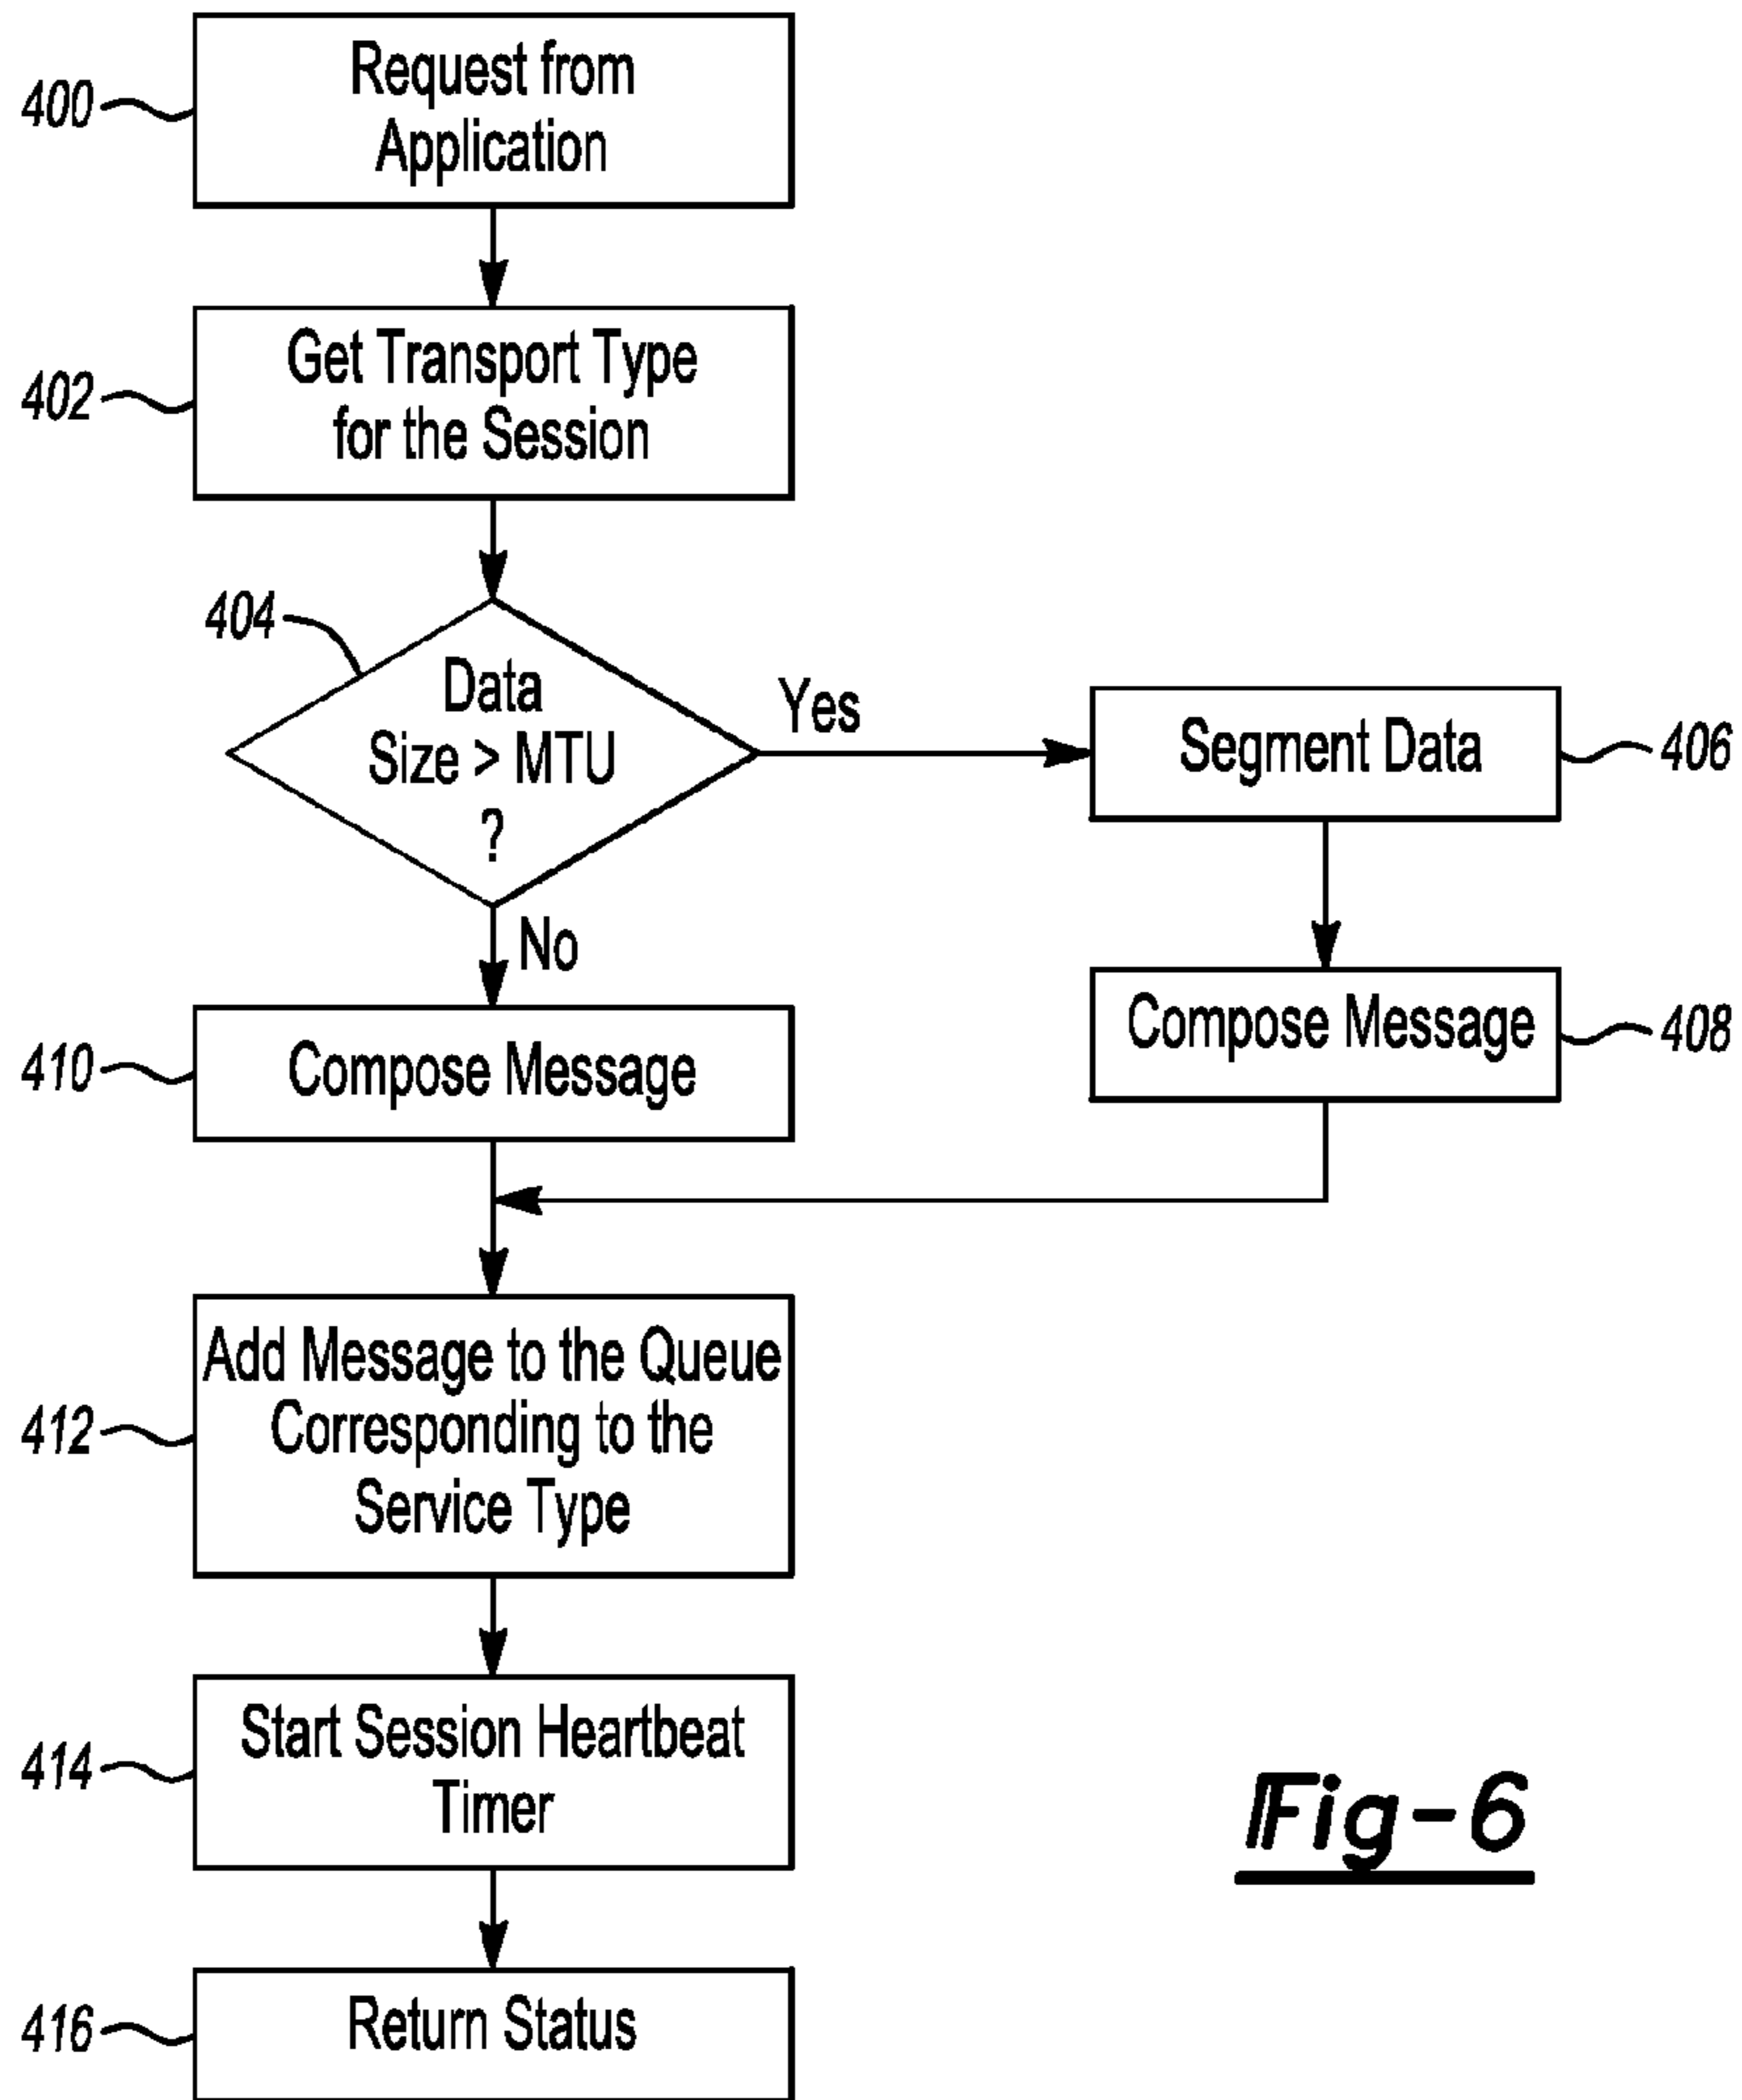 400
Request from
Application
402
Get Transport Type
for the Session
404
Data
Size > MTU
?
Yes
Segment Data
406
No
Compose Message
408
410
Compose Message
412
Add Message to the Queue
Corresponding to the
Service Type
414
Start Session Heartbeat
Timer
416
Return Status
Fig-6